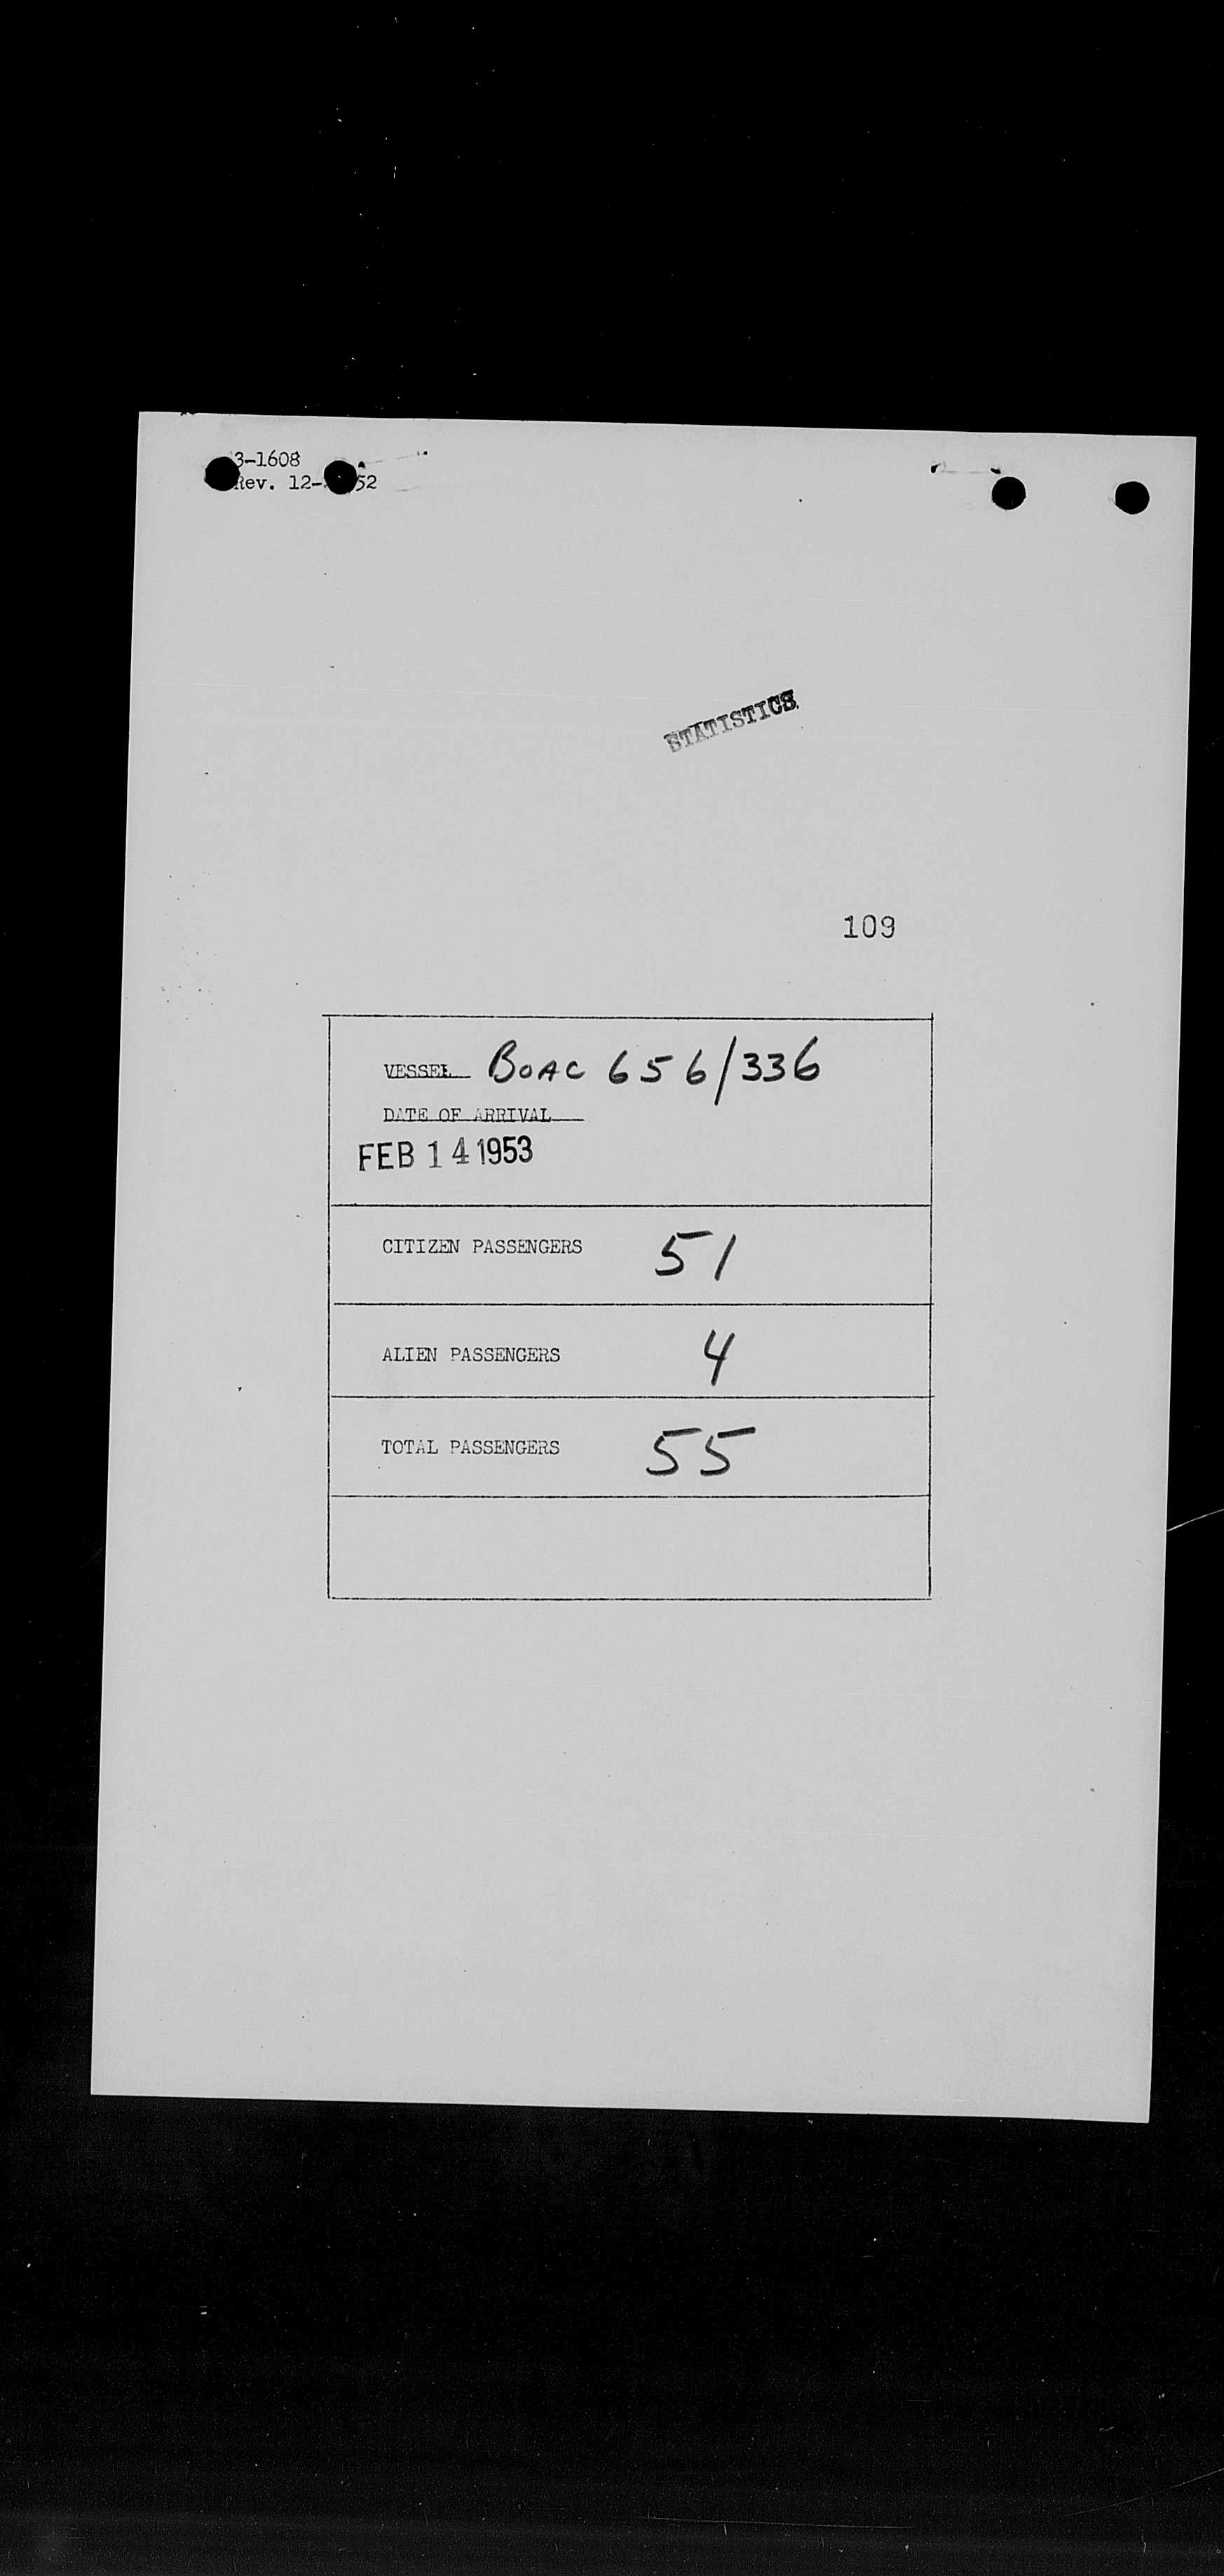 3-1608
Rev. 12- 52
STATISTICS
109
VESSEL BOAC 656/336
DATE OF ARRIVAL
FEB 14 1953
CITIZEN PASSENGERS 51
ALIEN PASSENGERS 4
TOTAL PASSENGERS 55